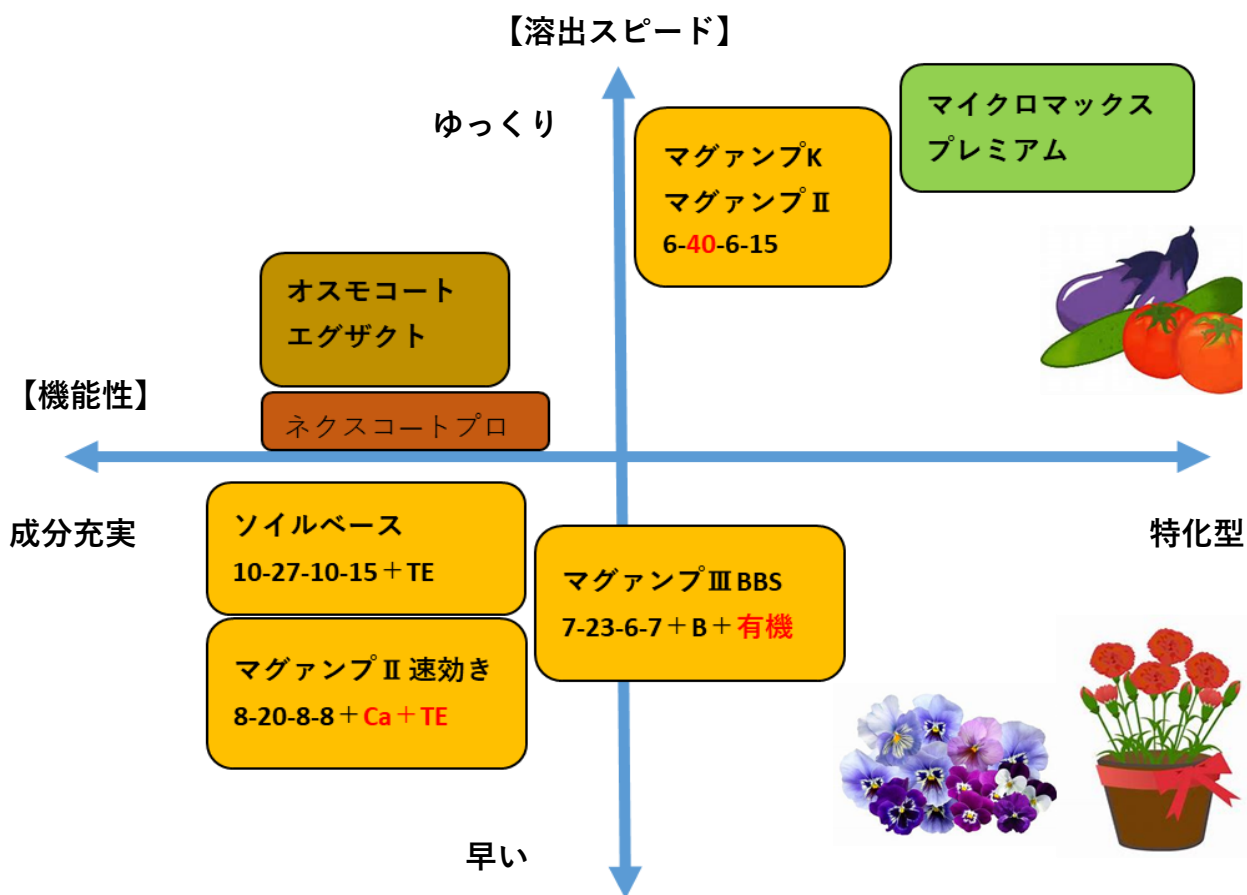 【溶出スピード】
ゆっくり
マイクロマックス
プレミアム
マグァンプK
マグァンプⅡ
6-40-6-15
オスモコート
エグザクト
【機能性】
ネクスコートプロ
成分充実
特化型
ソイルベース
10-27-10-15＋TE
マグァンプⅢBBS
7-23-6-7＋B＋有機
マグァンプⅡ速効き
8-20-8-8＋Ca＋TE
早い